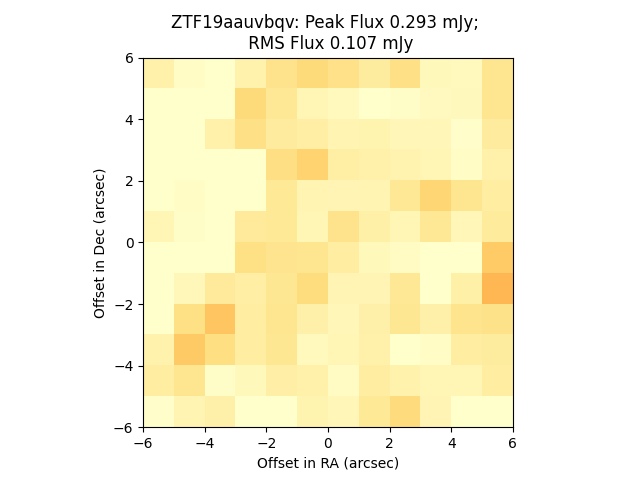 ZTF19aauvbqv: Peak Flux 0.293 mJy;
RMS Flux 0.107 mJy
6
4
2
0
−2
−4
−6
Offset in Dec (arcsec)
−6 −4 −2 0 2 4 6
Offset in RA (arcsec)